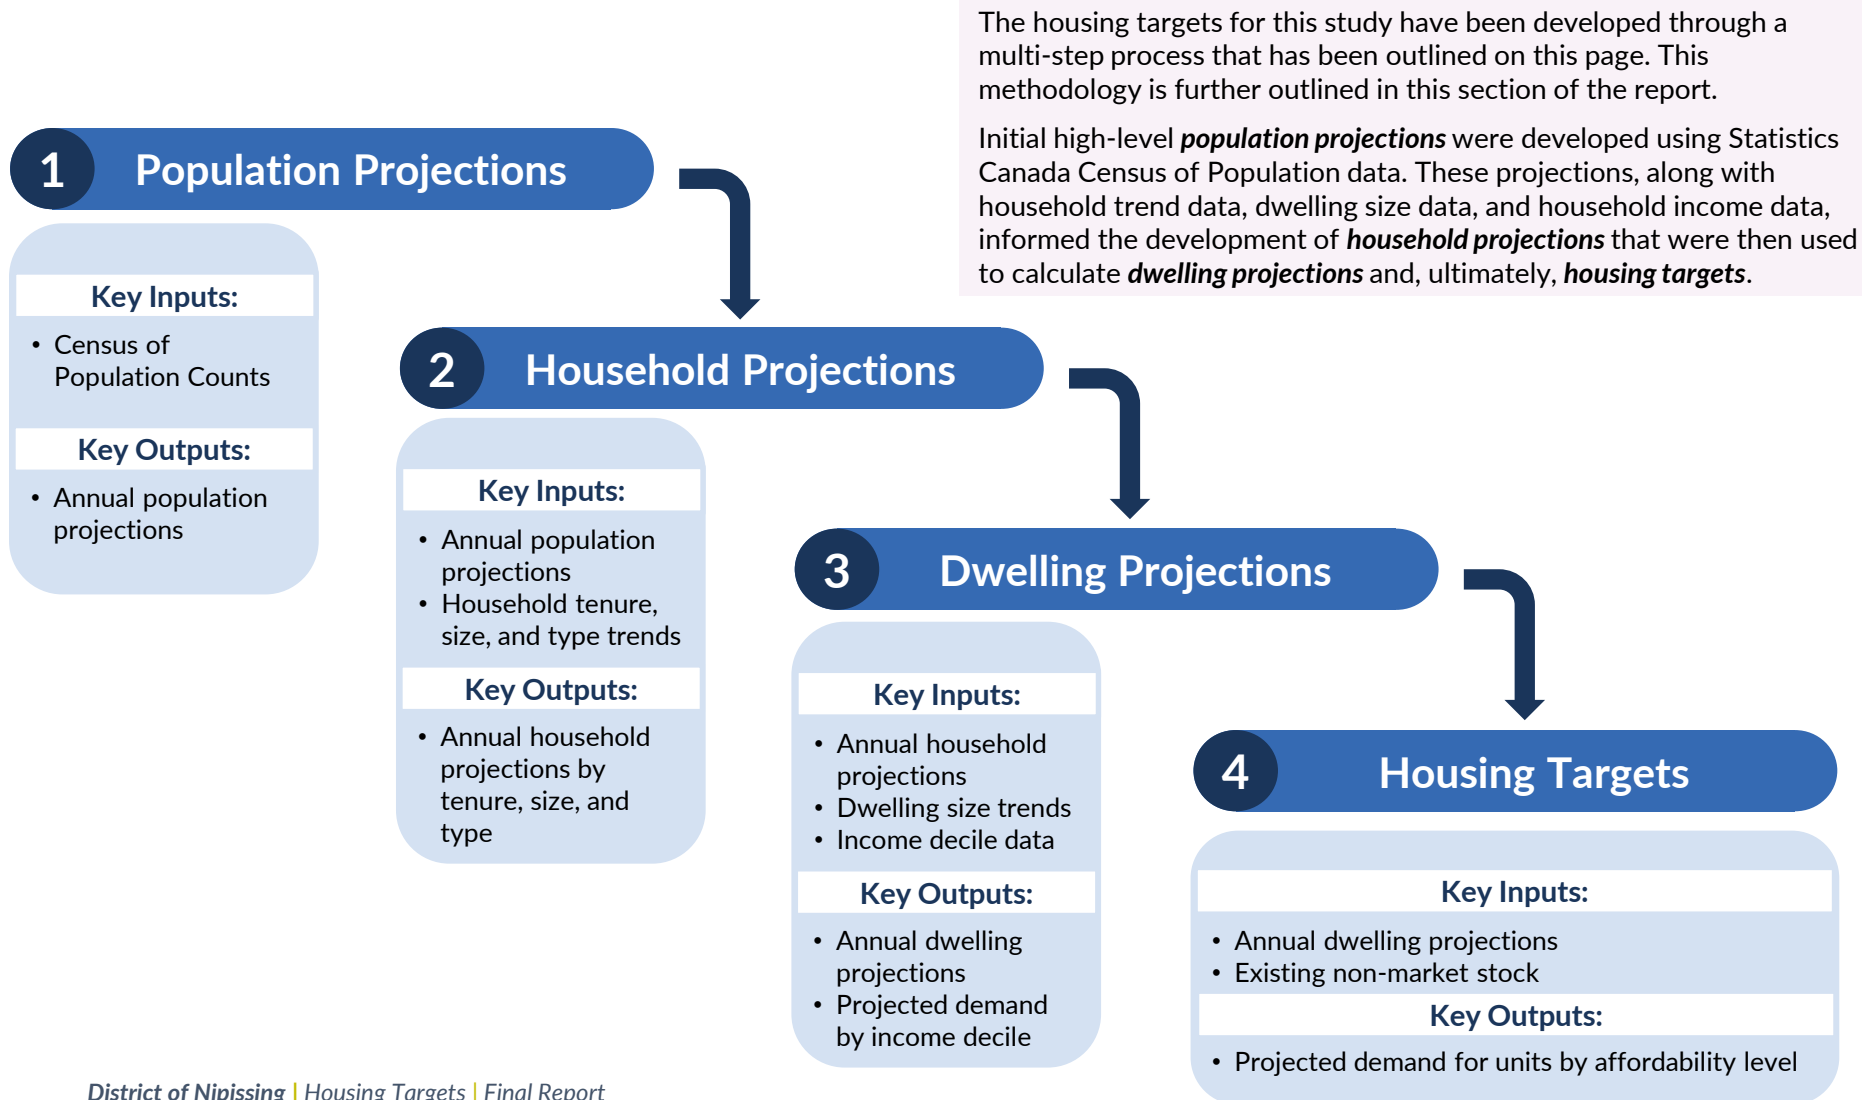 The housing targets for this study have been developed through a
multi-step process that has been outlined on this page. This
methodology is further outlined in this section of the report.
Initial high-level population projections were developed using Statistics
Canada Census of Population data. These projections, along with
household trend data, dwelling size data, and household income data,
informed the development of household projections that were then used
to calculate dwelling projections and, ultimately, housing targets.
1 Population Projections
Key Inputs:
• Census of
Population Counts
Key Outputs:
• Annual population
projections
2 Household Projections
Key Inputs:
• Annual population
projections
• Household tenure,
size, and type trends
Key Outputs:
• Annual household
projections by
tenure, size, and
type
3 Dwelling Projections
Key Inputs:
• Annual household
projections
• Dwelling size trends
• Income decile data
Key Outputs:
• Annual dwelling
projections
• Projected demand
by income decile
4 Housing Targets
Key Inputs:
• Annual dwelling projections
• Existing non-market stock
Key Outputs:
• Projected demand for units by affordability level
District of Nipissing | Housing Targets | Final Report